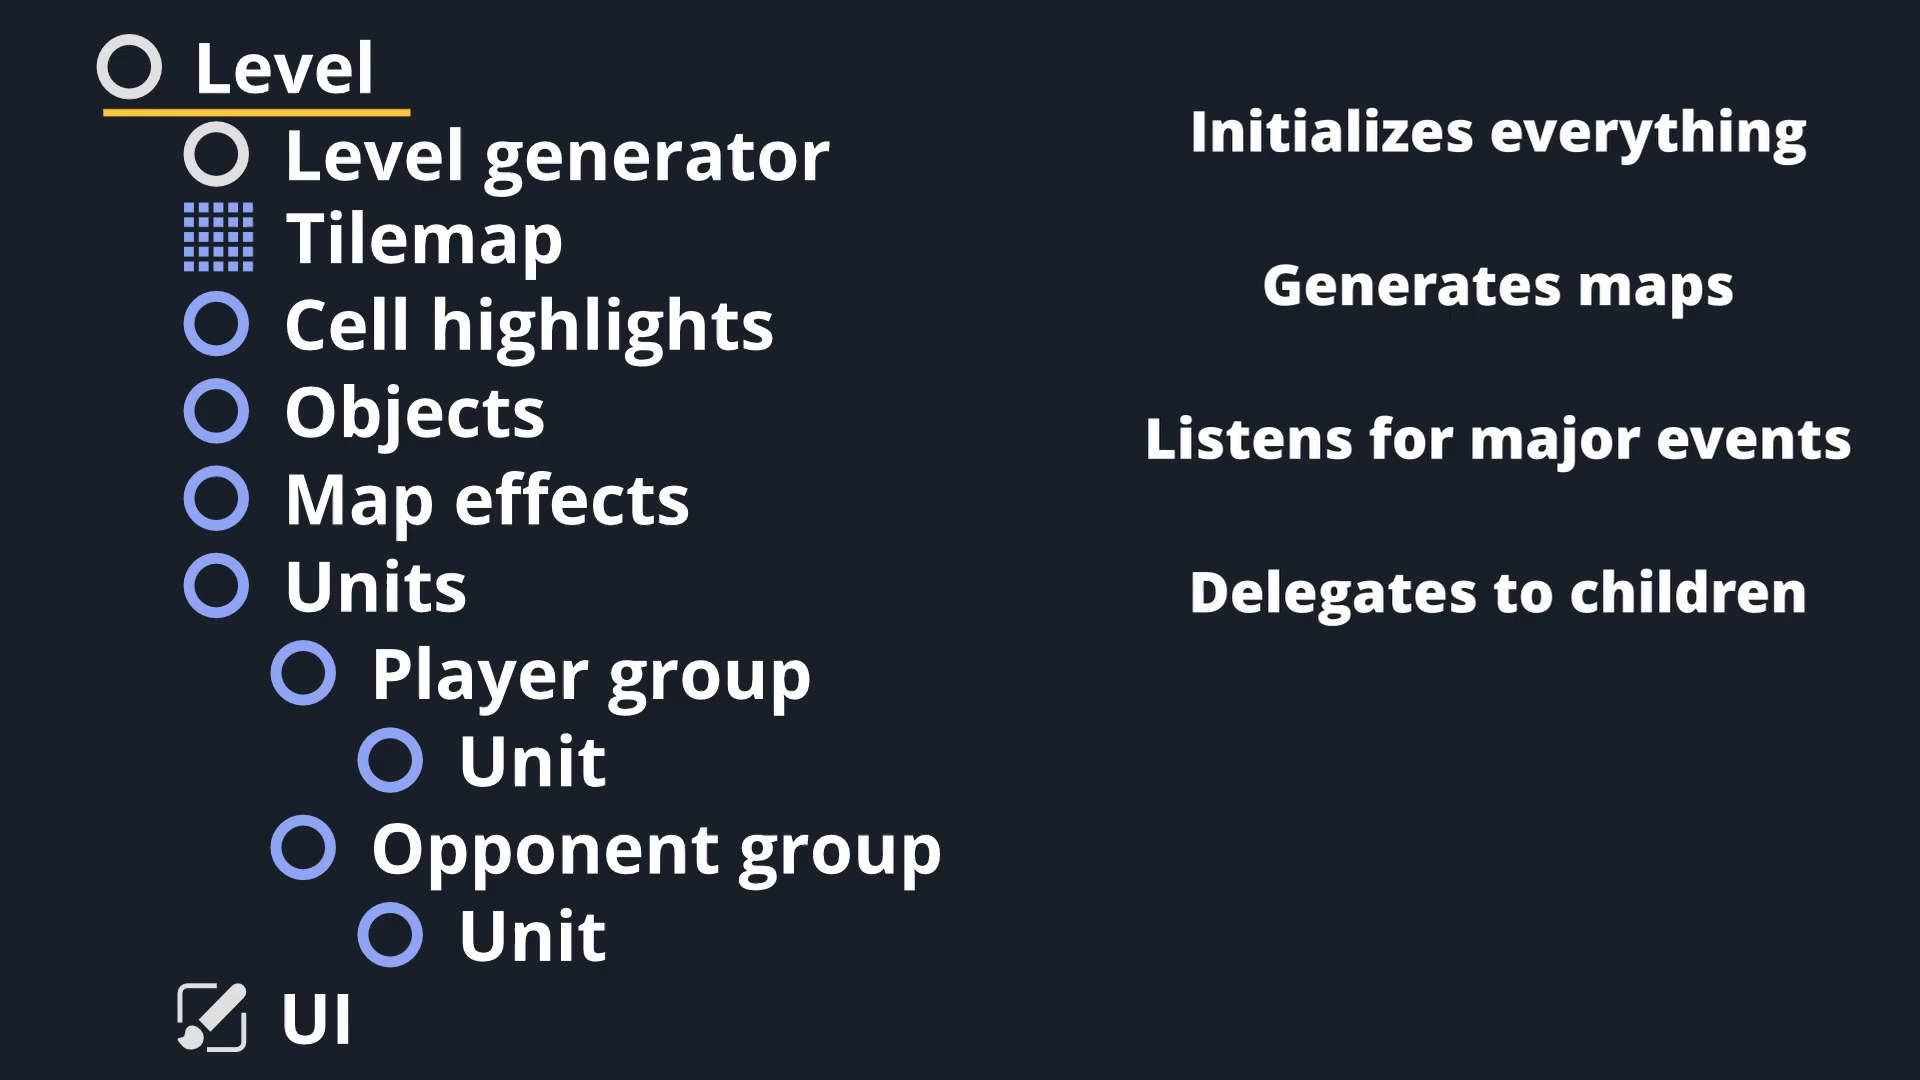 Level
Level generator
Tilemap
Cell highlights
Objects
Map effects
Units
Player group
Unit
Opponent group
Unit
UI
Initializes everything
Generates maps
Listens for major events
Delegates to children